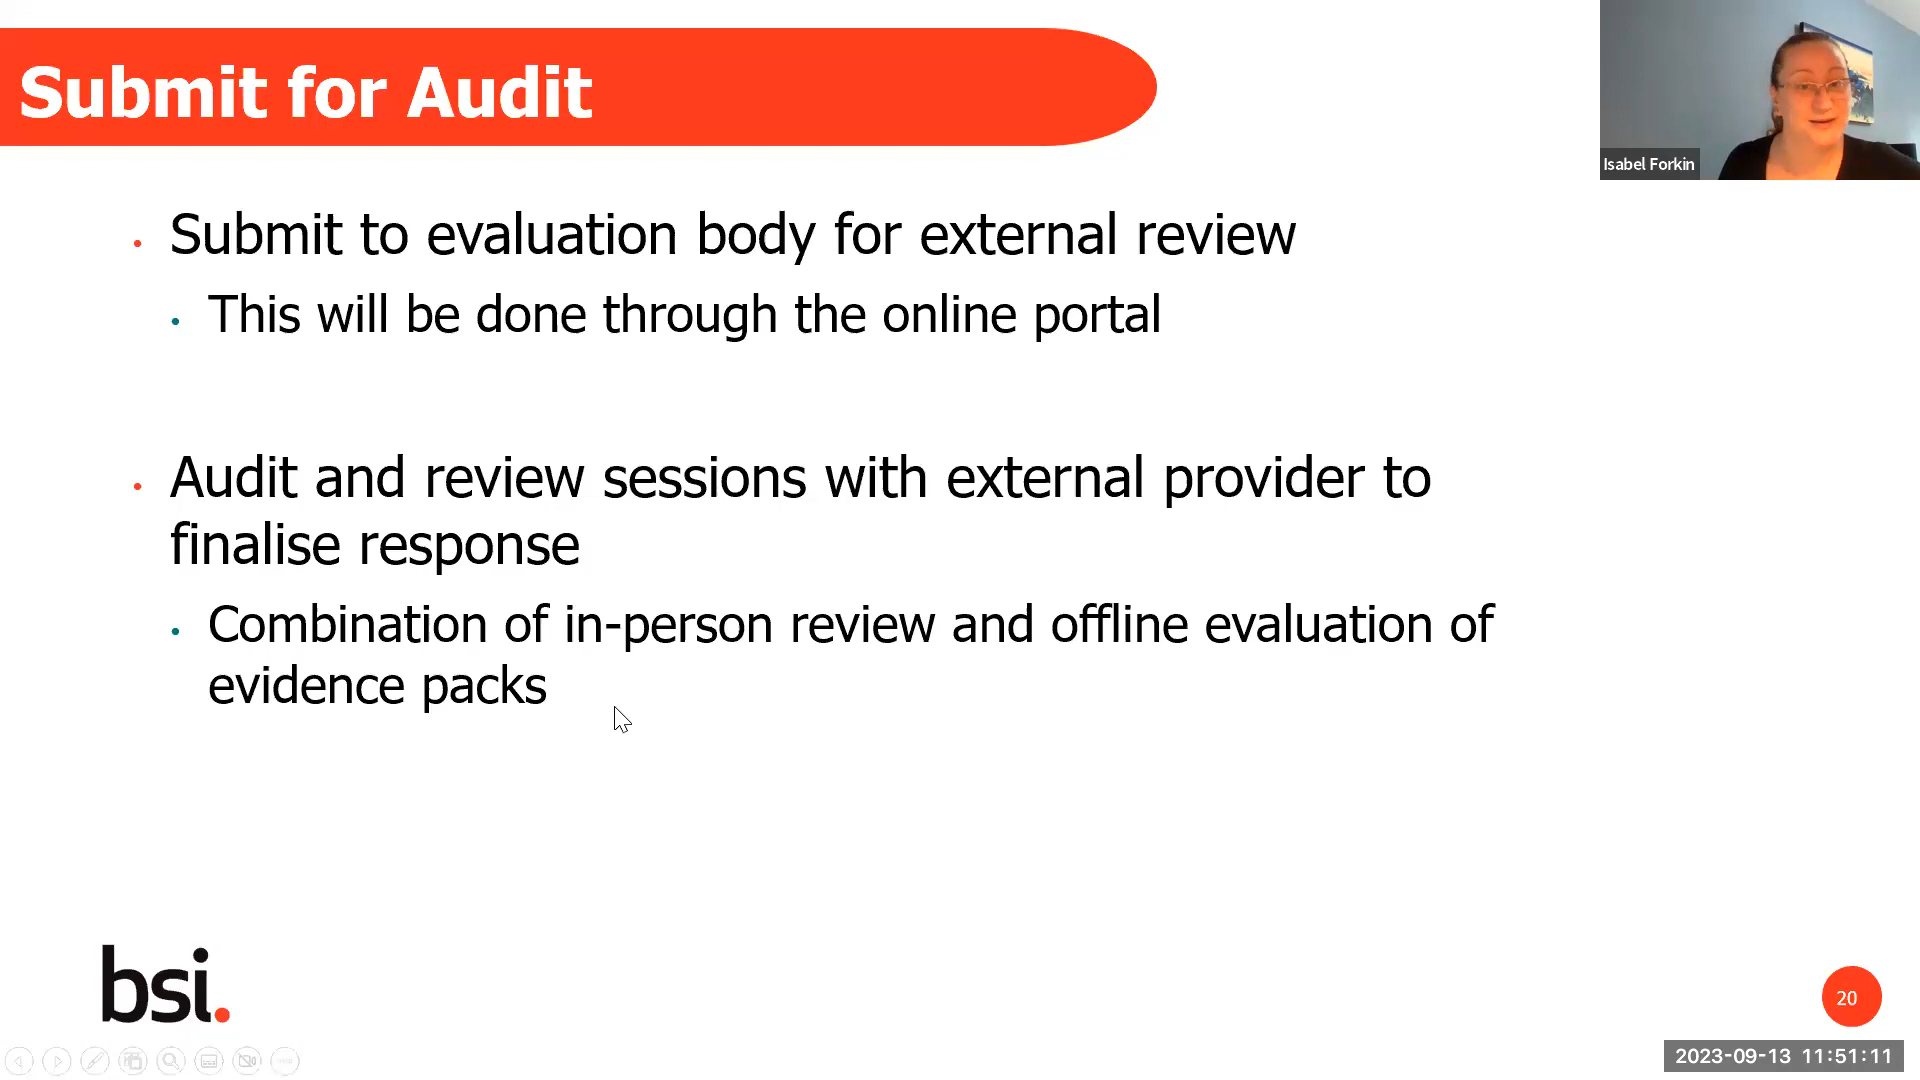 Submit for Audit
Isabel Forkin
• Submit to evaluation body for external review
• This will be done through the online portal
• Audit and review sessions with external provider to
finalise response
• Combination of in-person review and offline evaluation of
evidence packs
bsi.
20
2023-09-13 11:51:11